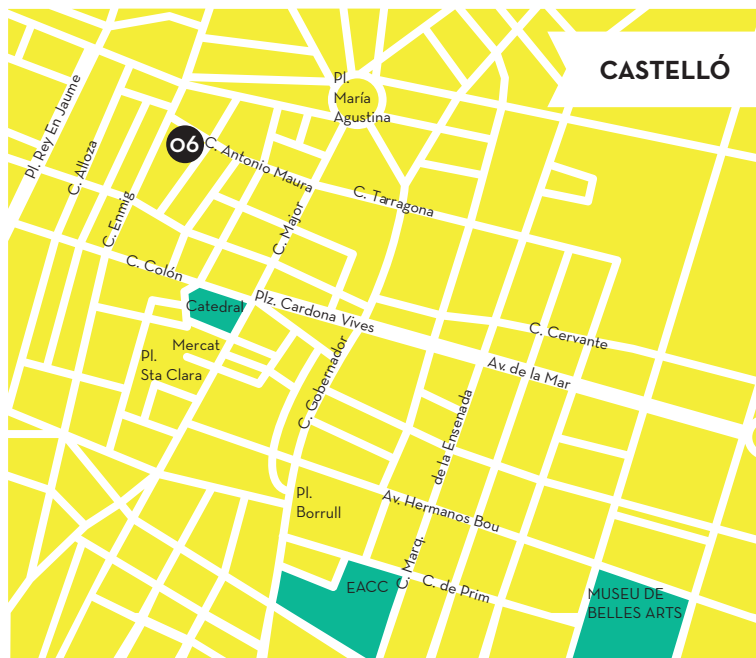 CASTELLÓ
Pl.
María
Agustina
Pl. Rey En Jaume
C. Alloza
C. Enmig
06
C. Antonio Maura
C. Tarragona
C. Major
C. Colón
Catedral
Plz. Cardona Vives
C. Cervante
Mercat
Pl.
Sta Clara
Av. de la Mar
C. Gobernador
de la Ensenada
C. Marq.
Pl.
Borrull
Av. Hermanos Bou
EACC
C. de Prim
MUSEU DE
BELLES ARTS